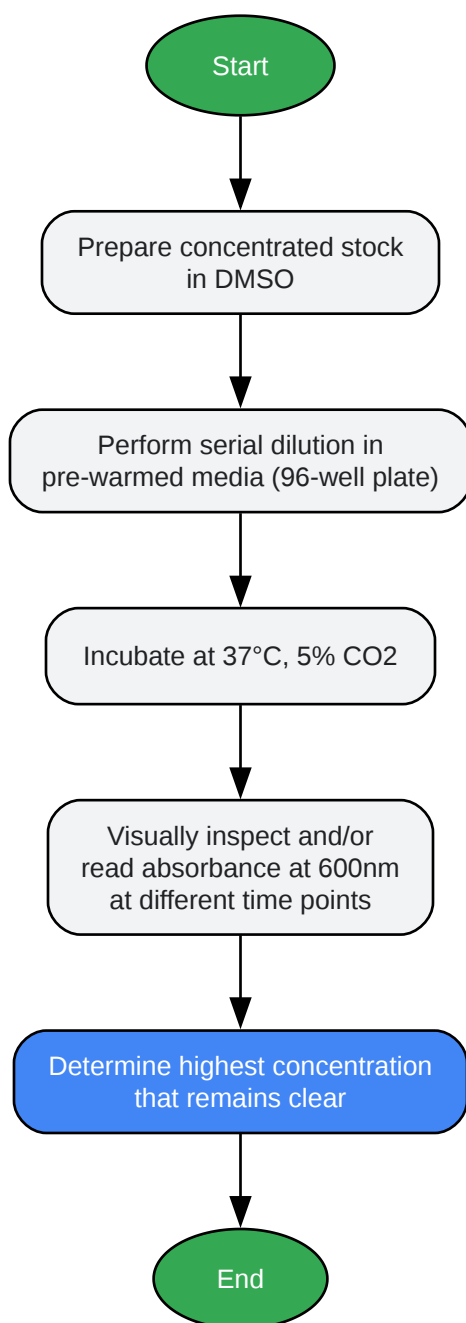 Start
Prepare concentrated stock
in DMSO
Perform serial dilution in
pre-warmed media (96-well plate)
Incubate at 37°C, 5% CO2
Visually inspect and/or
read absorbance at 600nm
at different time points
Determine highest concentration
that remains clear
End